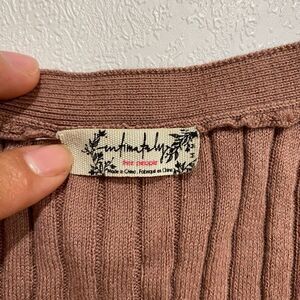 intimately
free people
Made in China . Fabriqué en Chine